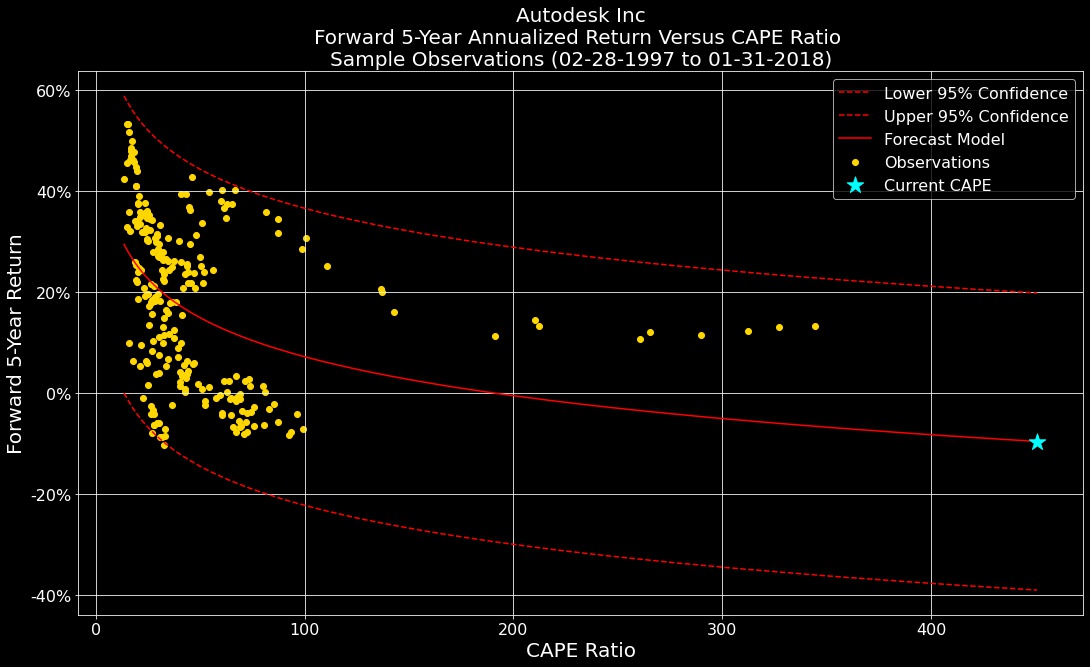 Autodesk Inc
Forward 5-Year Annualized Return Versus CAPE Ratio
Sample Observations (02-28-1997 to 01-31-2018)
Lower 95% Confidence
Upper 95% Confidence
Forecast Model
Observations
Current CAPE
Forward 5-Year Return
60%
40%
20%
0%
-20%
-40%
0
100
200
300
400
CAPE Ratio